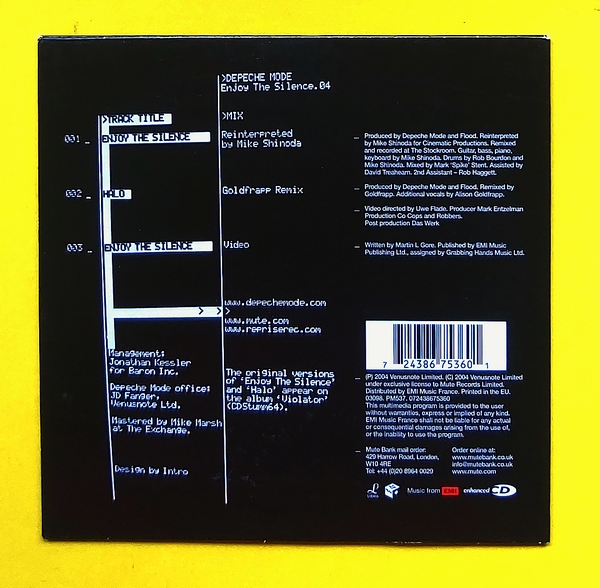 >DEPECHE MODE
Enjoy The Silence.04
>TRACK TITLE
>MIX
001 _ ENJOY THE SILENCE
Reinterpreted
by Mike Shinoda
002 _ HALO
Goldfrapp Remix
003 _ ENJOY THE SILENCE
Video
_ Produced by Depeche Mode and Flood. Reinterpreted
by Mike Shinoda for Cinematic Productions. Remixed
and recorded at The Stockroom. Guitar, bass, piano,
keyboard by Mike Shinoda. Drums by Rob Bourdon and
Mike Shinoda. Mixed by Mark 'Spike' Stent. Assisted by
David Treahearn. 2nd Assistant – Rob Haggett.
_ Produced by Depeche Mode and Flood. Remixed by
Goldfrapp. Additional vocals by Alison Goldfrapp.
_ Video directed by Uwe Flade. Producer Mark Entzelman
Production Co Cops and Robbers.
Post production Das Werk
_ Written by Martin L Gore. Published by EMI Music
Publishing Ltd., assigned by Grabbing Hands Music Ltd.
> > >
www.depechemode.com
www.mute.com
www.repriserec.com
Management:
Jonathan Kessler
for Baron Inc.
Depeche Mode office:
JD Fanger,
Venusnote Ltd.
Mastered by Mike Marsh
at The Exchange.
Design by Intro
The original versions
of 'Enjoy The Silence'
and 'Halo' appear on
the album 'Violator'
(CDStumm64).
7 24386 75360 1
_ (P) 2004 Venusnote Limited. (C) 2004 Venusnote Limited
under exclusive license to Mute Records Limited.
EMI Music France. Printed in the EU.
03098. PM537. 072438675360
This multimedia program is provided to the user
without warranties, express or implied of any kind.
EMI Music France shall not be liable for any actual
or consequential damages arising from the use of,
or the inability to use the program.
_ Mute Bank mail order:
429 Harrow Road, London,
W10 4RE
Tel: +44 (0)20 8964 0029
Order online at:
www.mutebank.co.uk
info@mutebank.co.uk
www.mute.com
Music from EMI enhanced CD